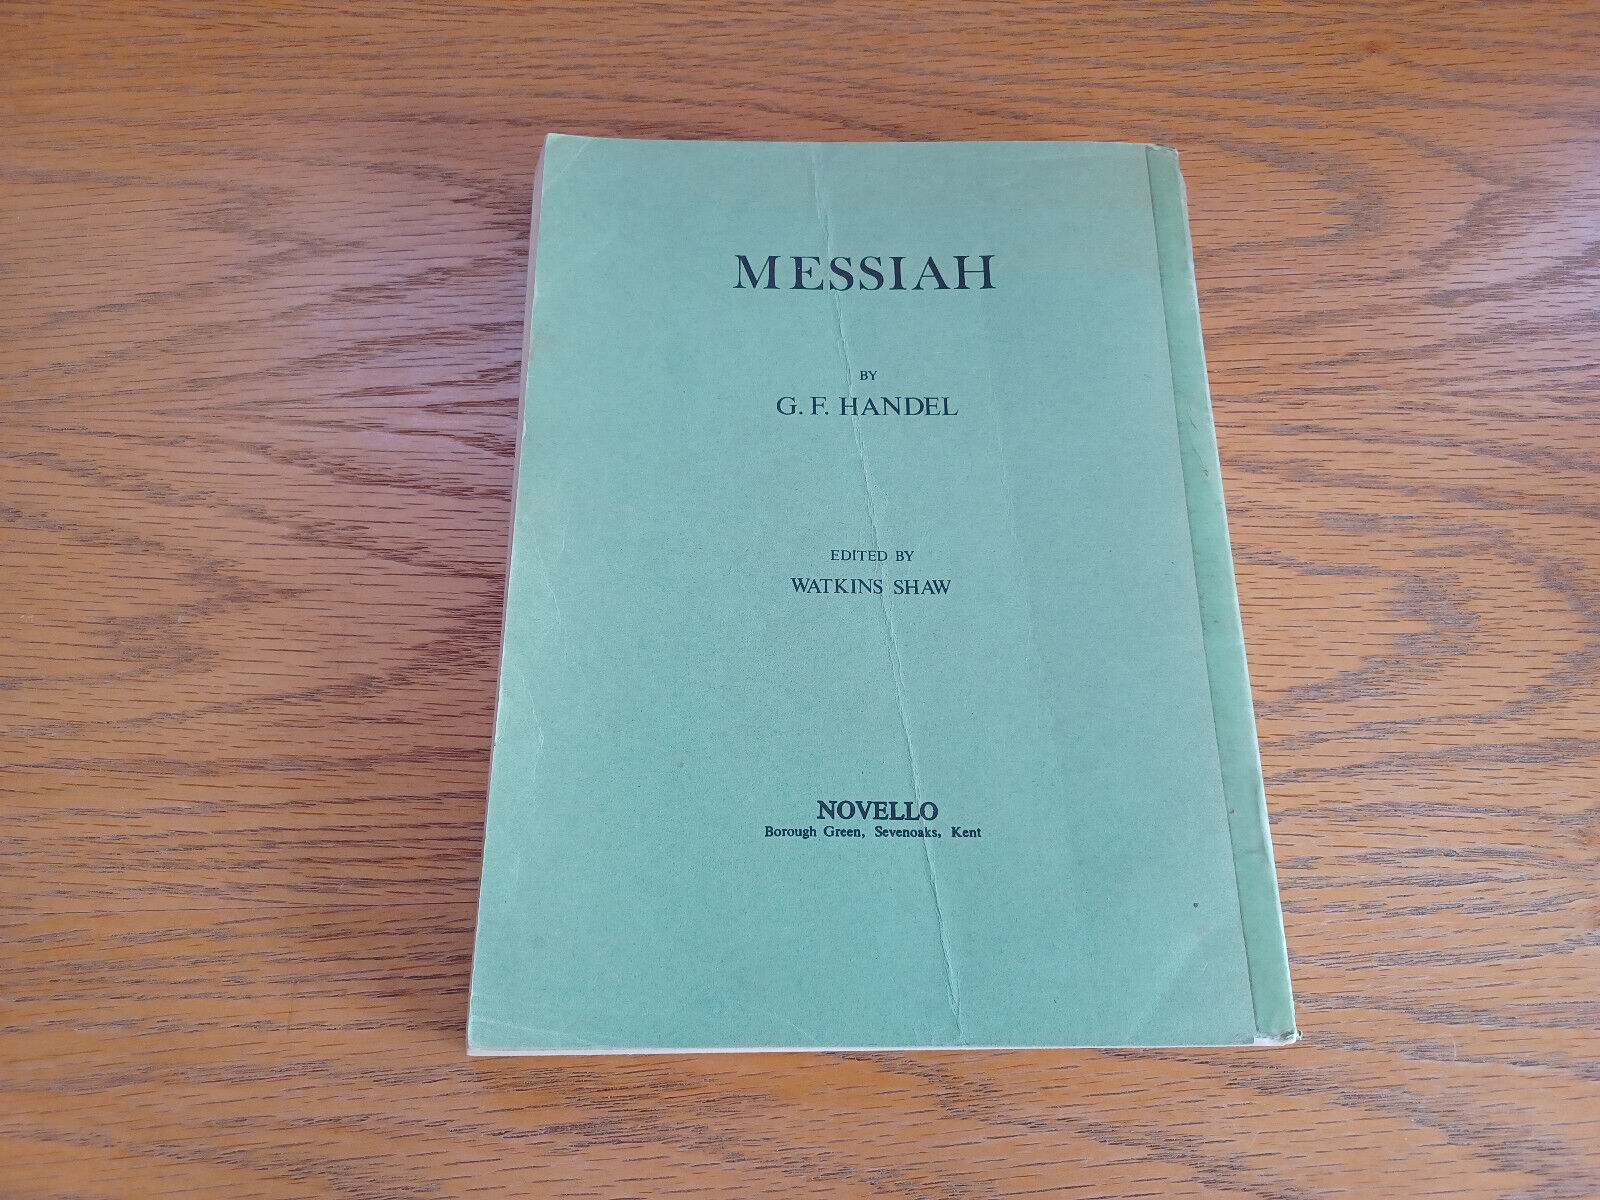 MESSIAH
BY
G. F. HANDEL
EDITED BY
WATKINS SHAW
NOVELLO
Borough Green, Sevenoaks, Kent